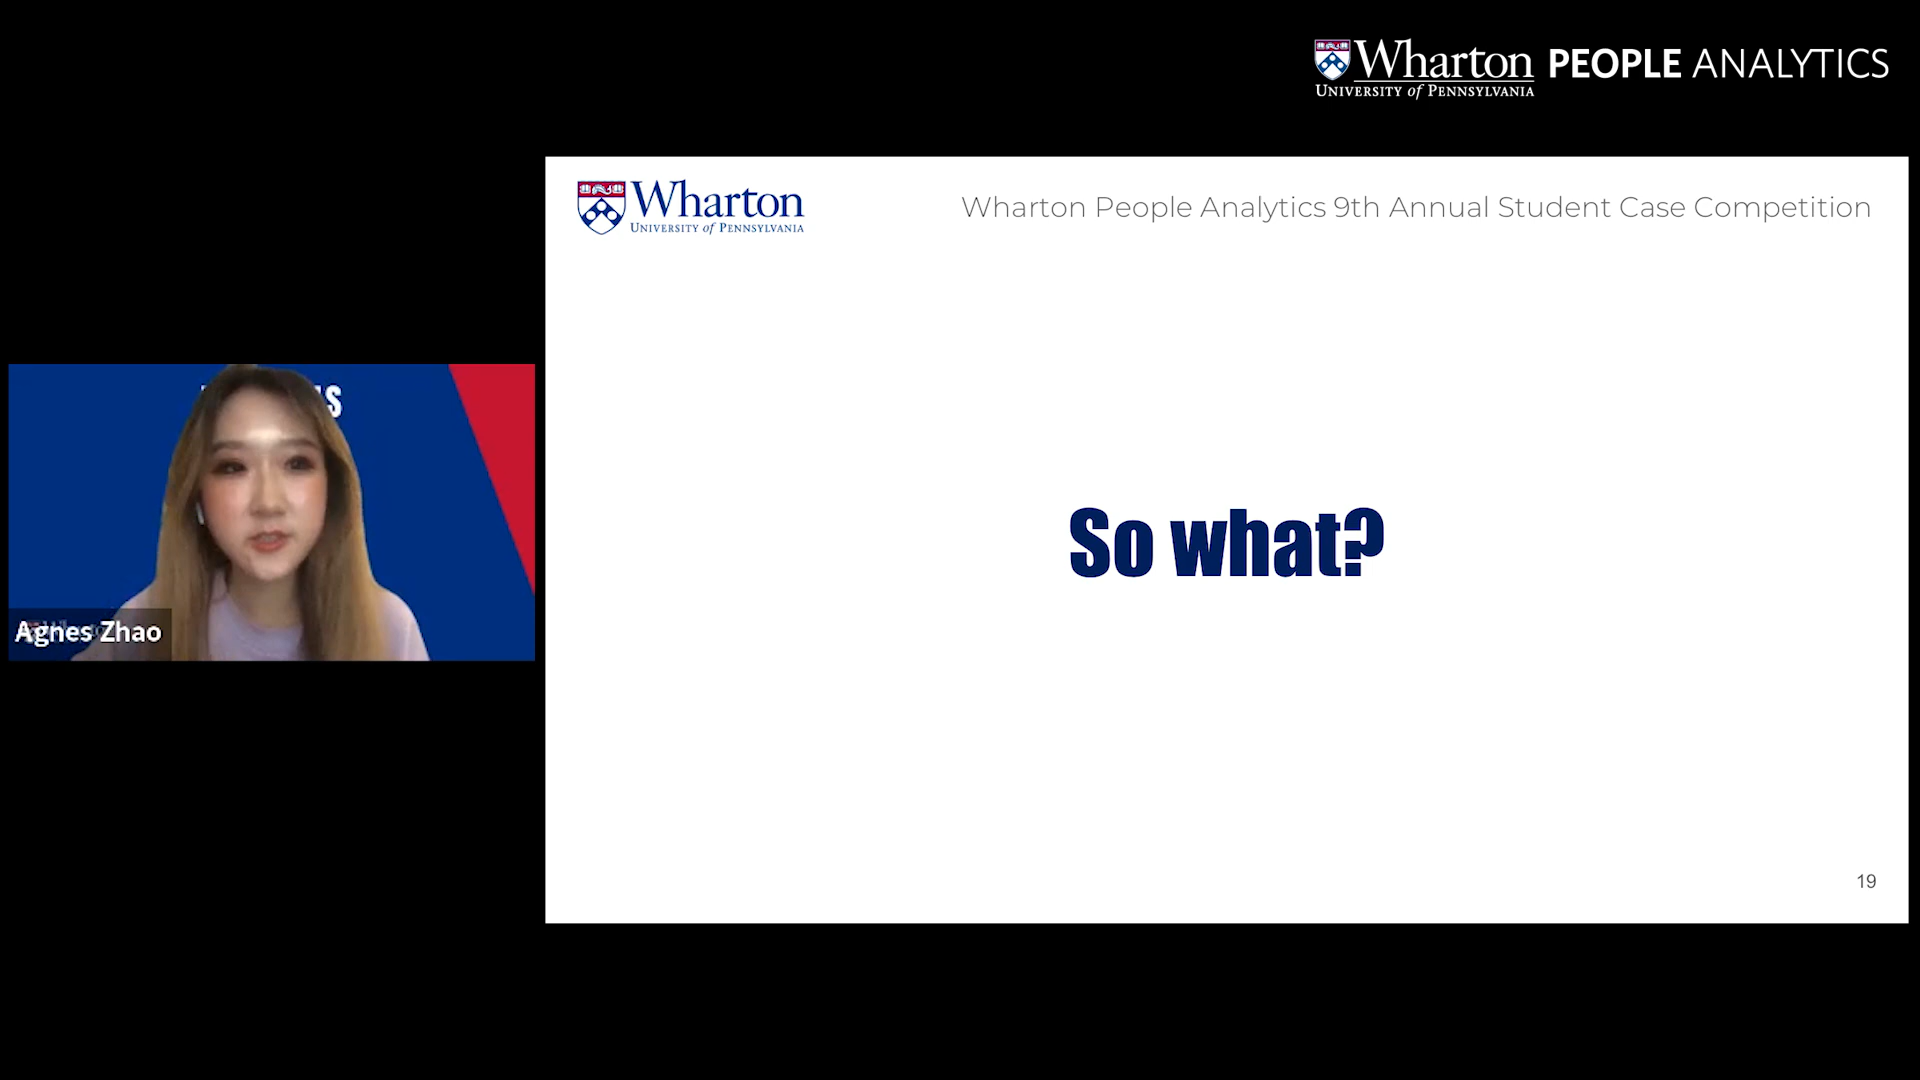 Wharton PEOPLE ANALYTICS
UNIVERSITY of PENNSYLVANIA
Wharton
UNIVERSITY of PENNSYLVANIA
Wharton People Analytics 9th Annual Student Case Competition
So what?
Agnes Zhao
19